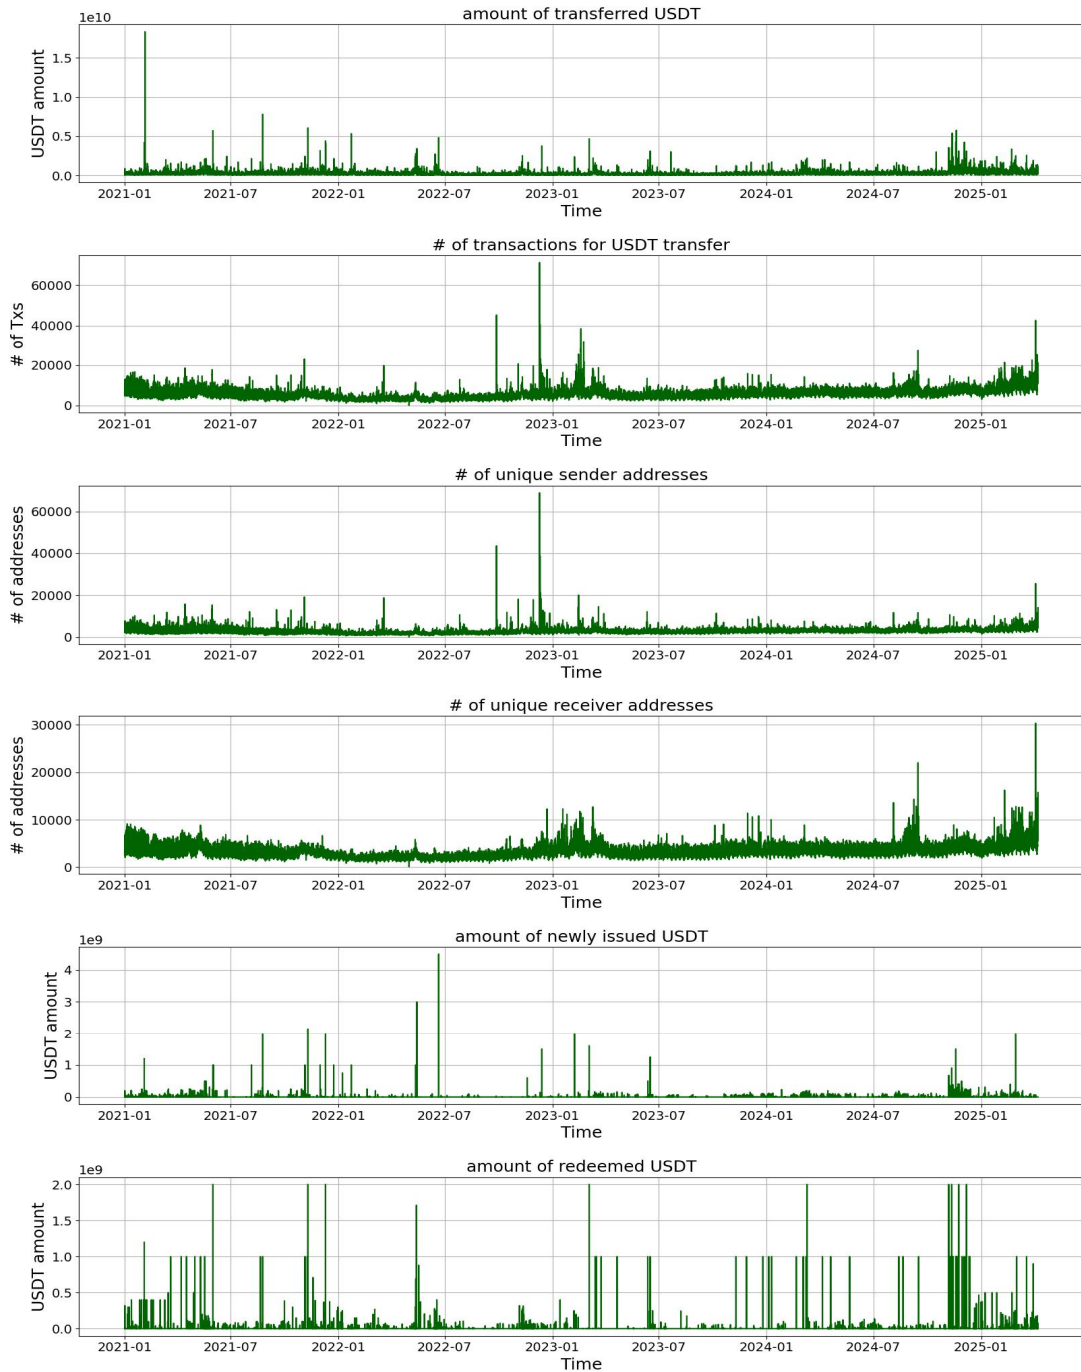 amount of transferred USDT
1e10
1.5
1.0
0.5
0.0
USDT amount
2021-01 2021-07 2022-01 2022-07 2023-01 2023-07 2024-01 2024-07 2025-01
Time
# of transactions for USDT transfer
60000
40000
20000
0
# of Txs
2021-01 2021-07 2022-01 2022-07 2023-01 2023-07 2024-01 2024-07 2025-01
Time
# of unique sender addresses
60000
40000
20000
0
# of addresses
2021-01 2021-07 2022-01 2022-07 2023-01 2023-07 2024-01 2024-07 2025-01
Time
# of unique receiver addresses
30000
20000
10000
0
# of addresses
2021-01 2021-07 2022-01 2022-07 2023-01 2023-07 2024-01 2024-07 2025-01
Time
amount of newly issued USDT
1e9
4
3
2
1
0
USDT amount
2021-01 2021-07 2022-01 2022-07 2023-01 2023-07 2024-01 2024-07 2025-01
Time
amount of redeemed USDT
1e9
2.0
1.5
1.0
0.5
0.0
USDT amount
2021-01 2021-07 2022-01 2022-07 2023-01 2023-07 2024-01 2024-07 2025-01
Time